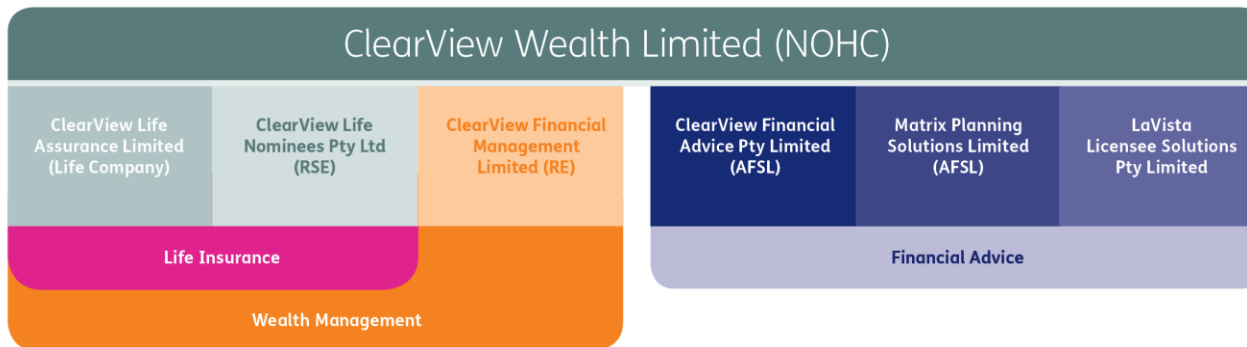 ClearView Wealth Limited (NOHC)
ClearView Life
Assurance Limited
(Life Company)
ClearView Life
Nominees Pty Ltd
(RSE)
ClearView Financial
Management
Limited (RE)
ClearView Financial
Advice Pty Limited
(AFSL)
Matrix Planning
Solutions Limited
(AFSL)
LaVista
Licensee Solutions
Pty Limited
Life Insurance
Financial Advice
Wealth Management